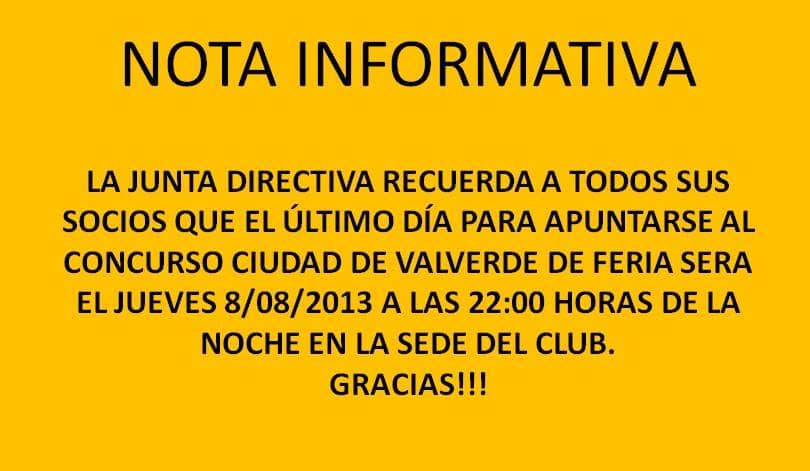 NOTA INFORMATIVA
LA JUNTA DIRECTIVA RECUERDA A TODOS SUS
SOCIOS QUE EL ÚLTIMO DÍA PARA APUNTARSE AL
CONCURSO CIUDAD DE VALVERDE DE FERIA SERA
EL JUEVES 8/08/2013 A LAS 22:00 HORAS DE LA
NOCHE EN LA SEDE DEL CLUB.
GRACIAS!!!